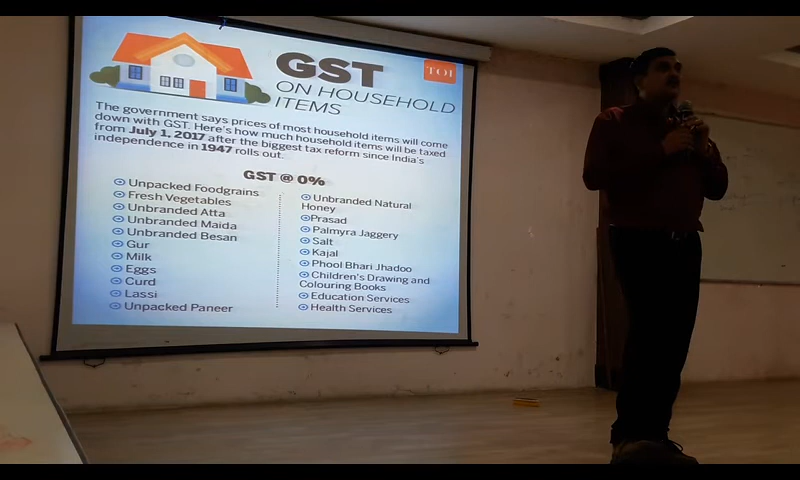 GST
TOI
ON HOUSEHOLD
ITEMS
The government says prices of most household items will come
down with GST. Here's how much household items will be taxed
from July 1, 2017 after the biggest tax reform since India's
independence in 1947 rolls out.
GST @ 0%
Unpacked Foodgrains
Fresh Vegetables
Unbranded Atta
Unbranded Maida
Unbranded Besan
Gur
Milk
Eggs
Curd
Lassi
Unpacked Paneer
Unbranded Natural
Honey
Prasad
Palmyra Jaggery
Salt
Kajal
Phool Bhari Jhadoo
Children's Drawing and
Colouring Books
Education Services
Health Services